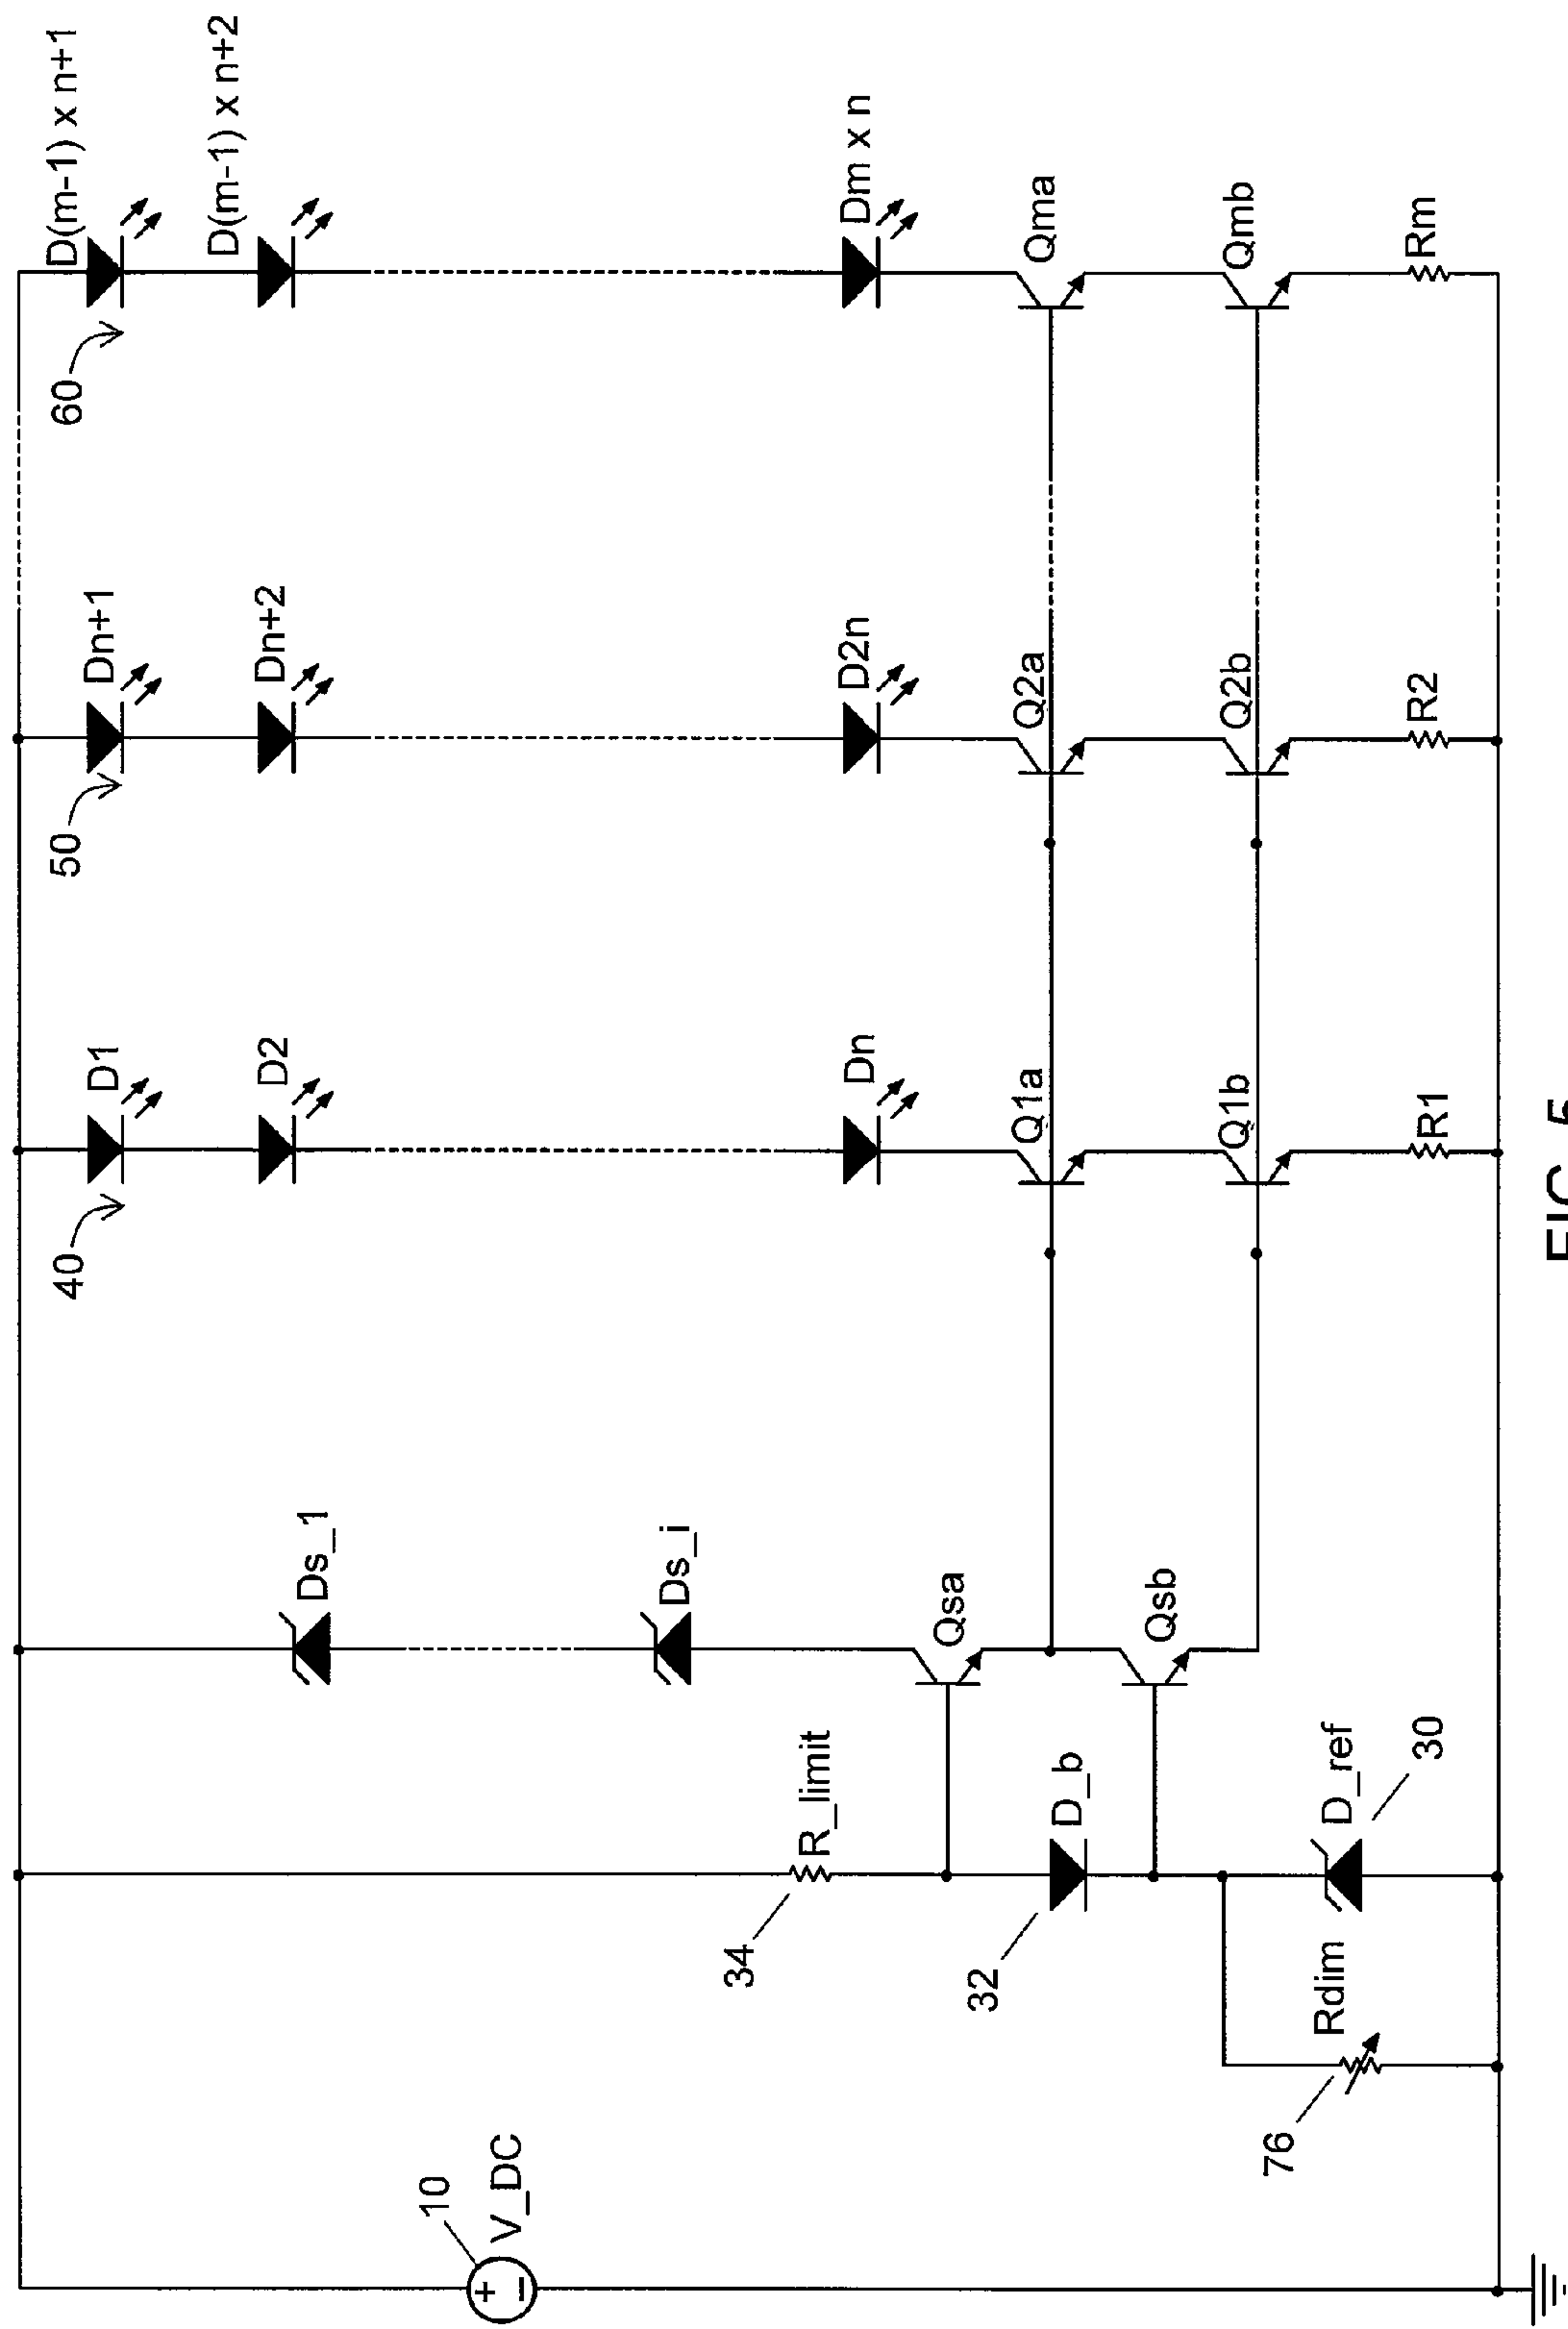 10
V_DC
+
−
76
Rdim
34
R_limit
32
D_b
D_ref
30
Ds_1
Ds_i
Qsa
Qsb
40
D1
D2
Dn
Q1a
Q1b
R1
50
Dn+1
Dn+2
D2n
Q2a
Q2b
R2
60
D(m-1) x n+1
D(m-1) x n+2
Dm x n
Qma
Qmb
Rm